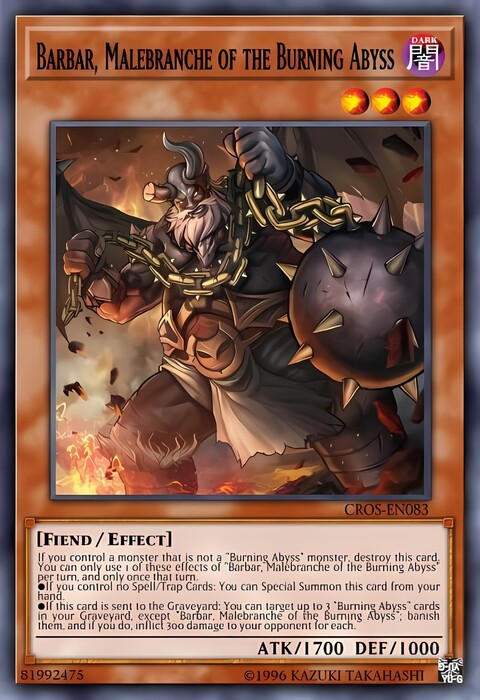 Barbar, Malebranche of the Burning Abyss
DARK
闇
CROS-EN083
[Fiend / Effect]
If you control a monster that is not a "Burning Abyss" monster, destroy this card.
You can only use 1 of these effects of "Barbar, Malebranche of the Burning Abyss"
per turn, and only once that turn.
●If you control no Spell/Trap Cards: You can Special Summon this card from your
hand.
●If this card is sent to the Graveyard: You can target up to 3 "Burning Abyss" cards
in your Graveyard, except "Barbar, Malebranche of the Burning Abyss"; banish
them, and if you do, inflict 300 damage to your opponent for each.
ATK/1700 DEF/1000
81992475
©1996 KAZUKI TAKAHASHI